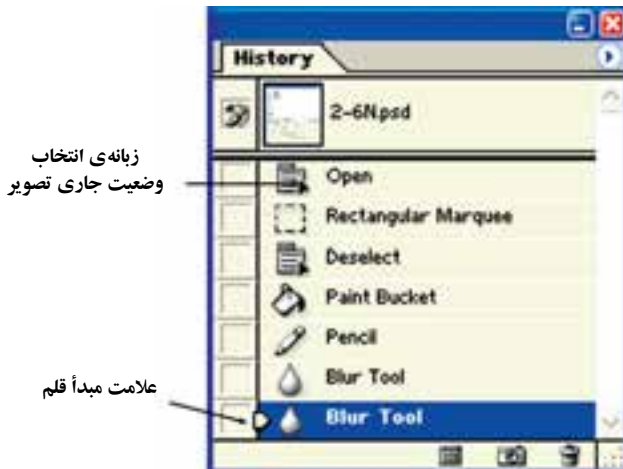 History
2-6N.psd
زبانه‌ی انتخاب
وضعیت جاری تصویر
Open
Rectangular Marquee
Deselect
Paint Bucket
Pencil
Blur Tool
علامت مبدأ قلم
Blur Tool